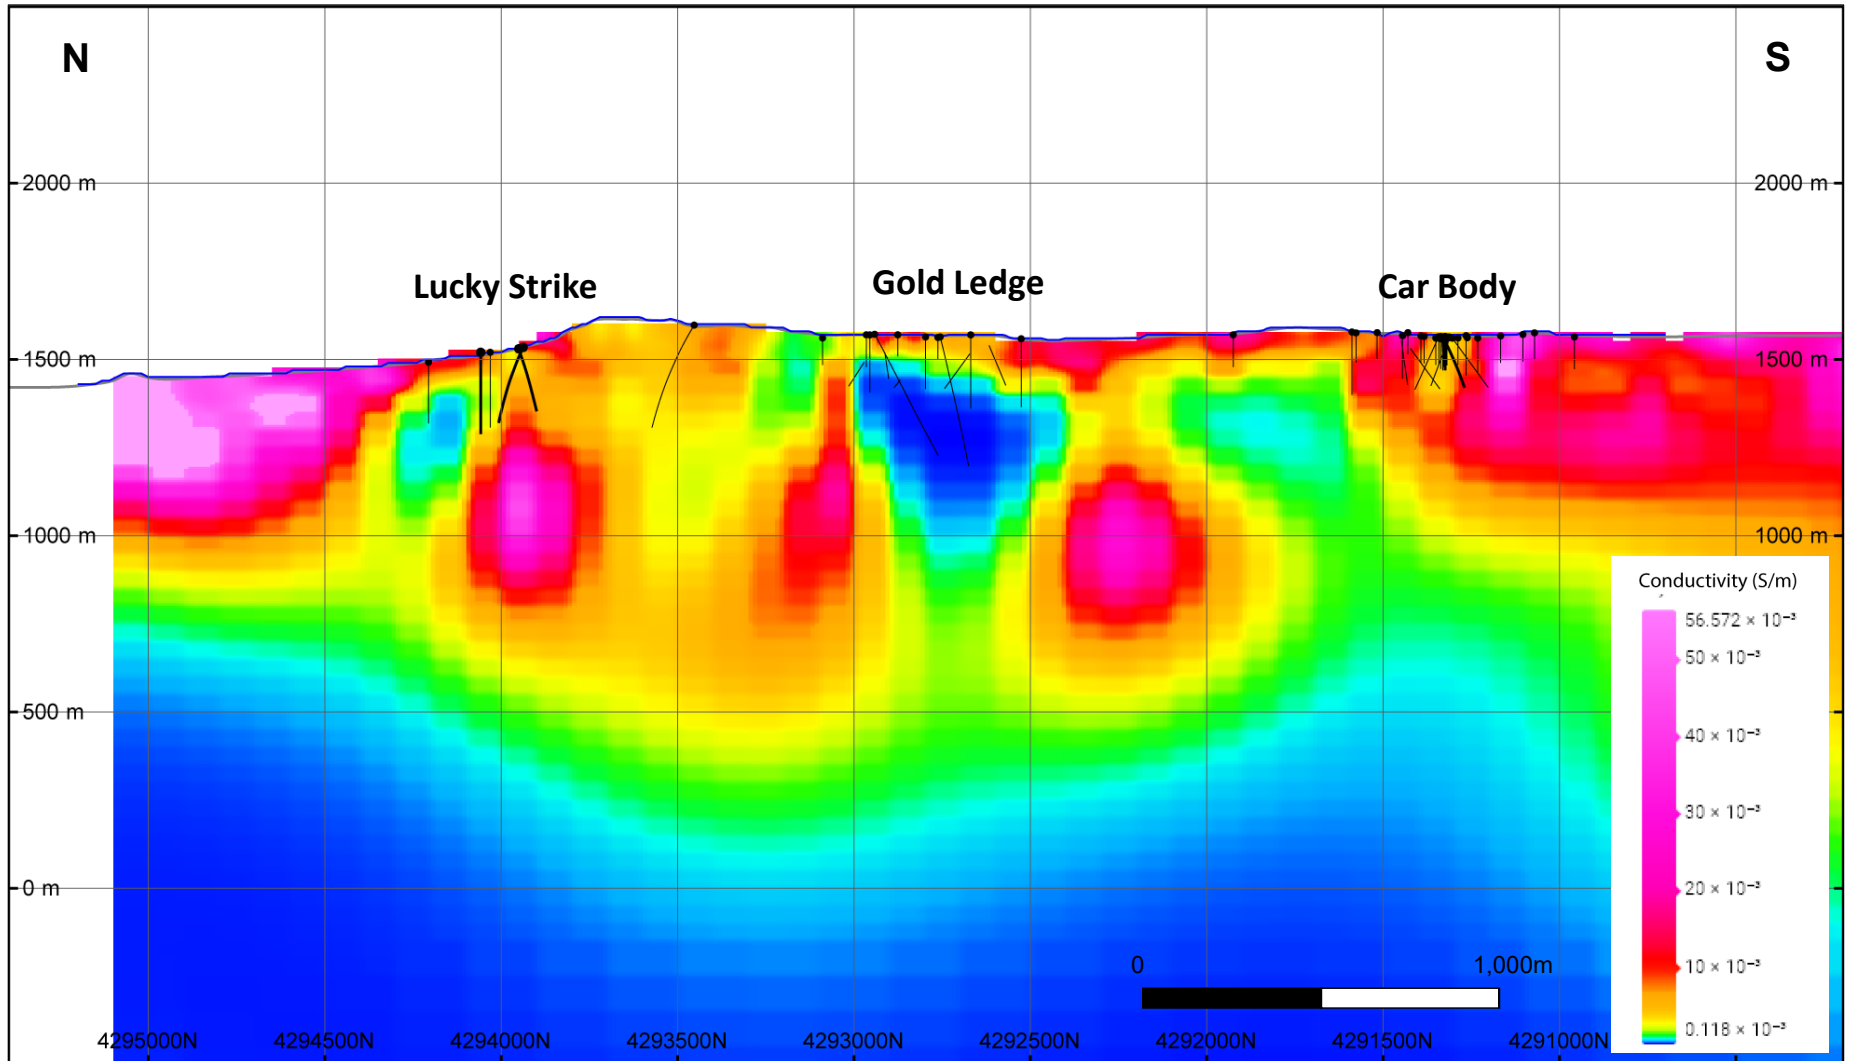 N
S
2000 m
2000 m
Lucky Strike
Gold Ledge
Car Body
1500 m
1500 m
1000 m
1000 m
Conductivity (S/m)
56.572 × 10⁻³
50 × 10⁻³
500 m
40 × 10⁻³
30 × 10⁻³
0 m
20 × 10⁻³
0
1,000m
10 × 10⁻³
0.118 × 10⁻³
4295000N
4294500N
4294000N
4293500N
4293000N
4292500N
4292000N
4291500N
4291000N